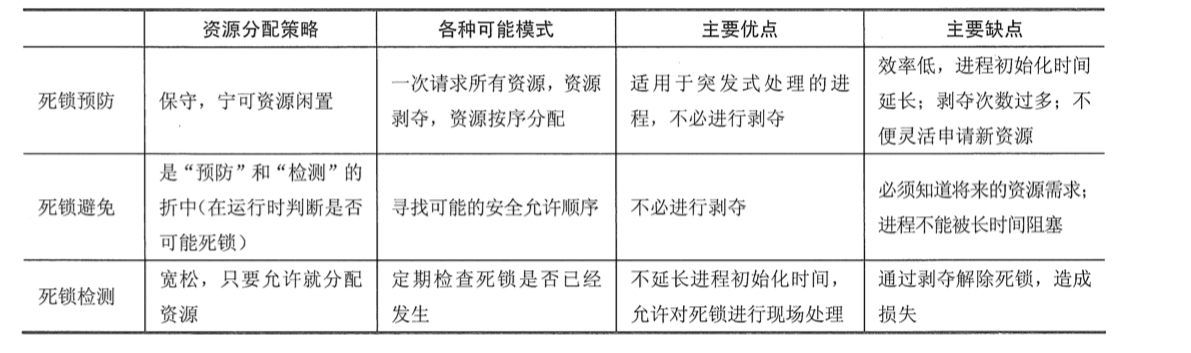 资源分配策略 各种可能模式 主要优点 主要缺点
死锁预防
保守，宁可资源闲置
一次请求所有资源，资源
剥夺，资源按序分配
适用于突发式处理的进
程，不必进行剥夺
效率低，进程初始化时间
延长；剥夺次数过多；不
便灵活申请新资源
死锁避免
是“预防”和“检测”的
折中（在运行时判断是否
可能死锁）
寻找可能的安全允许顺序
不必进行剥夺
必须知道将来的资源需求；
进程不能被长时间阻塞
死锁检测
宽松，只要允许就分配
资源
定期检查死锁是否已经
发生
不延长进程初始化时间，
允许对死锁进行现场处理
通过剥夺解除死锁，造成
损失